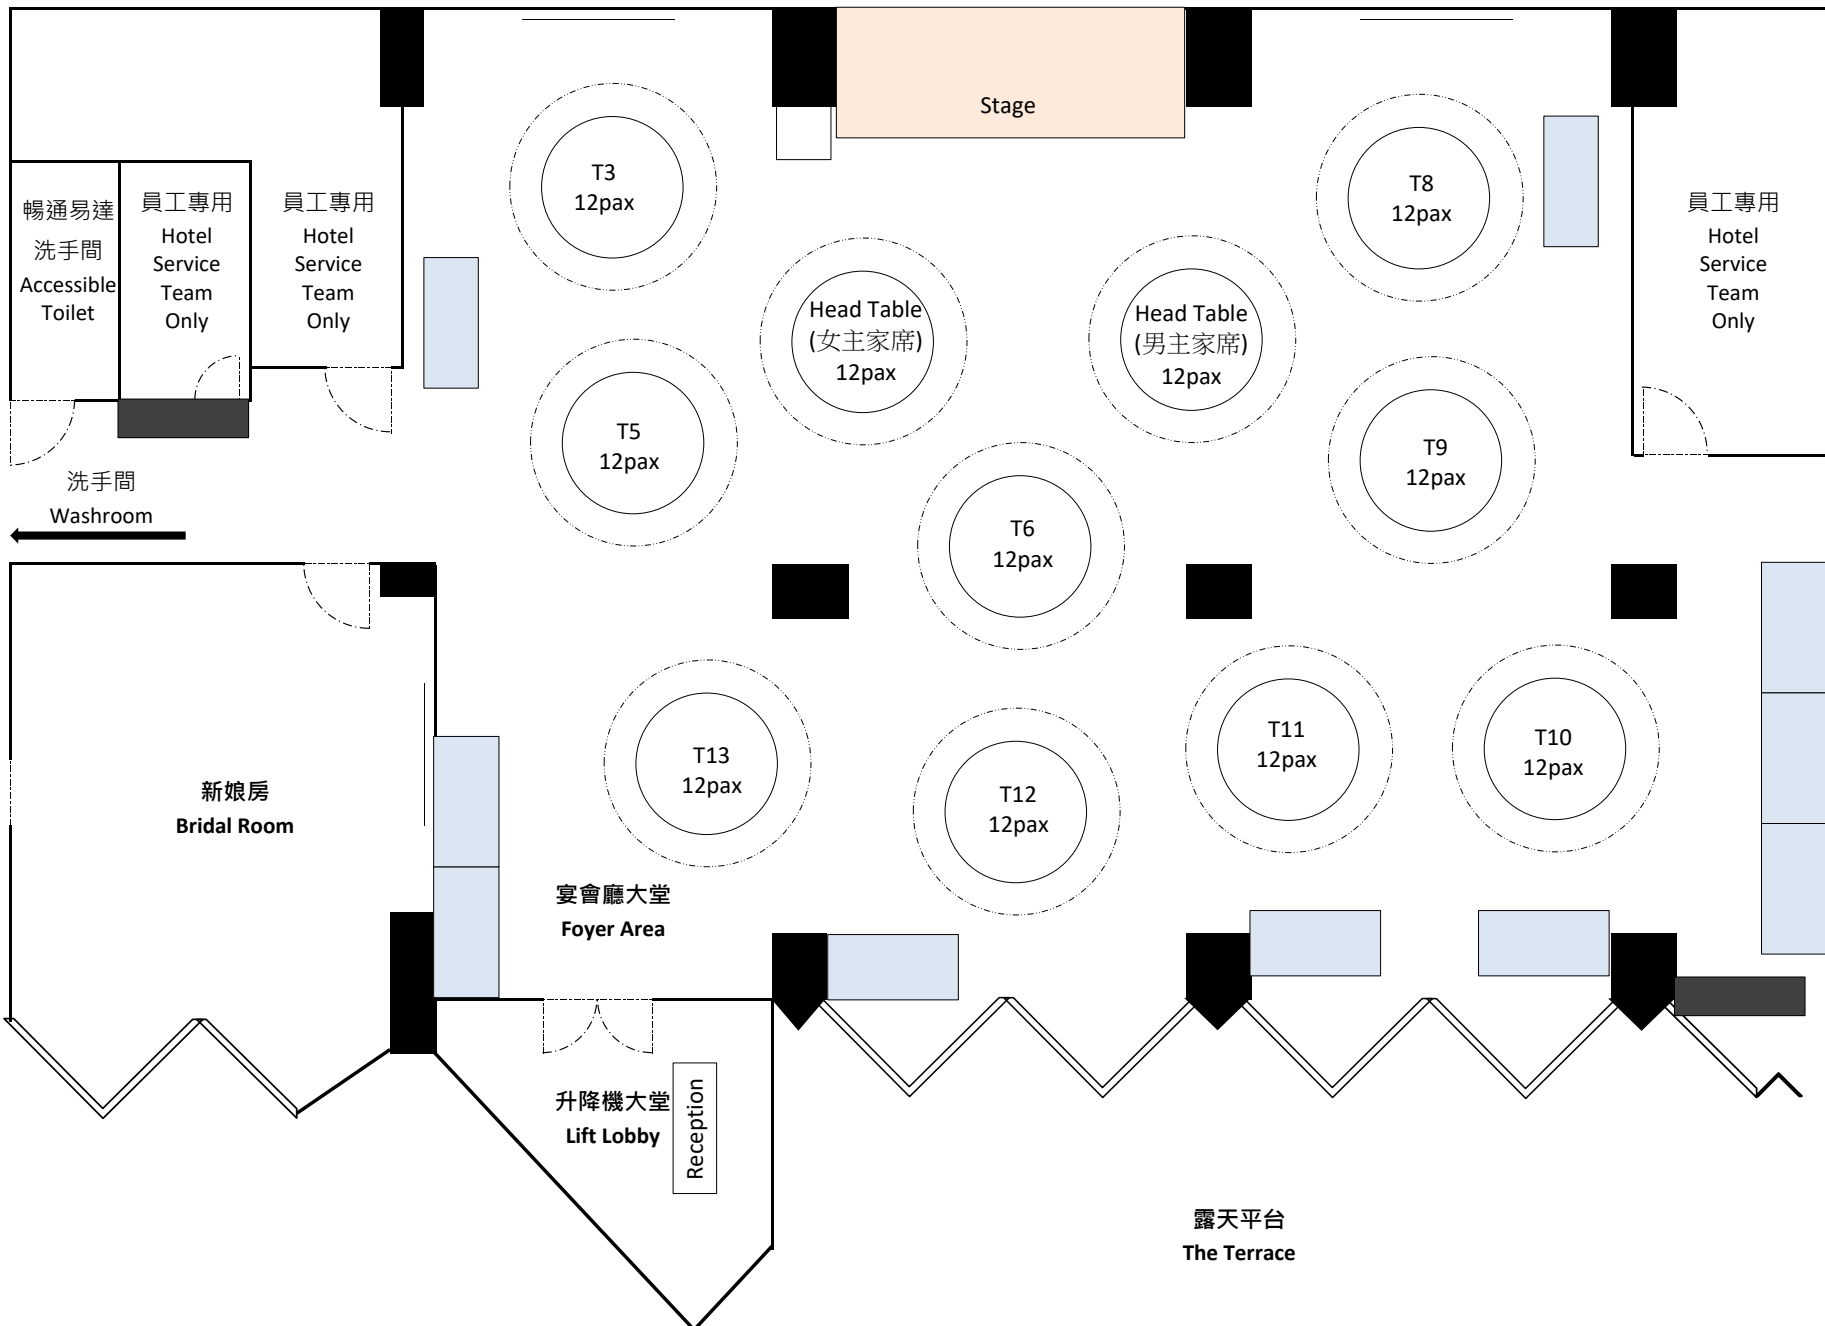 Stage
T3
12pax
T8
12pax
暢通易達
洗手間
Accessible
Toilet
員工專用
Hotel
Service
Team
Only
員工專用
Hotel
Service
Team
Only
員工專用
Hotel
Service
Team
Only
Head Table
(女主家席)
12pax
Head Table
(男主家席)
12pax
T5
12pax
T9
12pax
洗手間
Washroom
T6
12pax
T13
12pax
T12
12pax
T11
12pax
T10
12pax
新娘房
Bridal Room
宴會廳大堂
Foyer Area
升降機大堂
Lift Lobby
Reception
露天平台
The Terrace